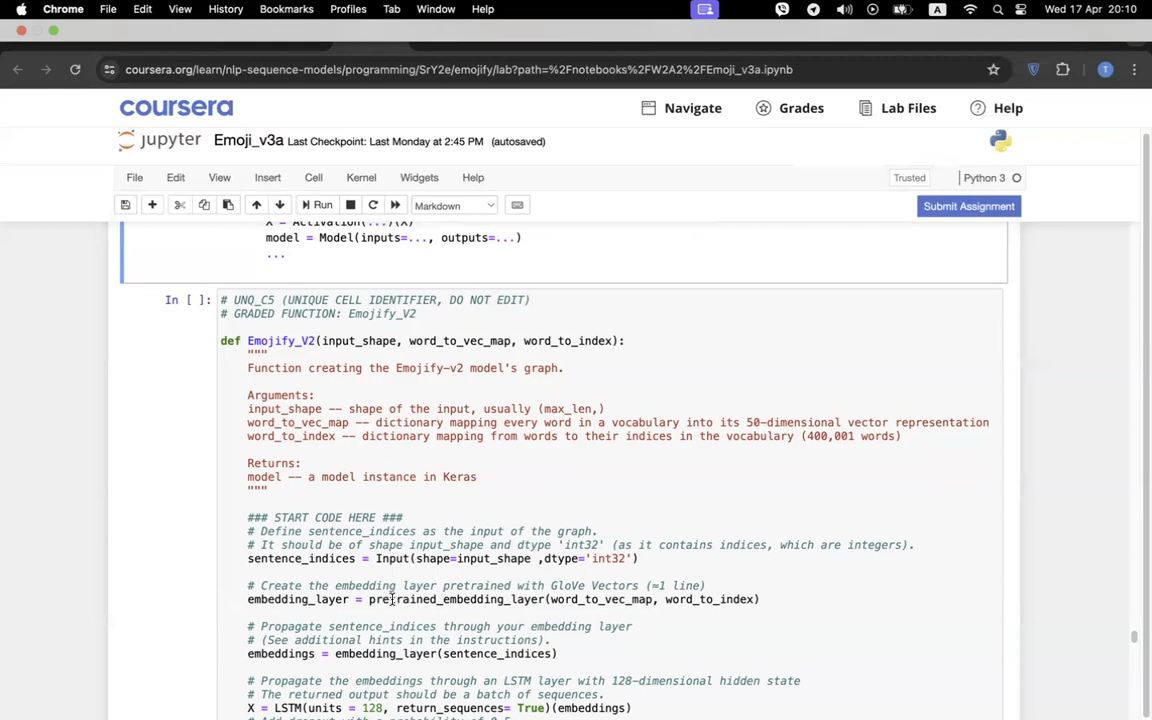 Chrome File Edit View History Bookmarks Profiles Tab Window Help A Wed 17 Apr 20:10
coursera.org/learn/nlp-sequence-models/programming/SrY2e/emojify/lab?path=%2Fnotebooks%2FW2A2%2FEmoji_v3a.ipynb T
coursera Navigate Grades Lab Files Help
jupyter Emoji_v3a Last Checkpoint: Last Monday at 2:45 PM (autosaved)
File Edit View Insert Cell Kernel Widgets Help Trusted Python 3
Run Markdown Submit Assignment
X = Activation(...)(X)
model = Model(inputs=..., outputs=...)
...
In [ ]: # UNQ_C5 (UNIQUE CELL IDENTIFIER, DO NOT EDIT)
# GRADED FUNCTION: Emojify_V2
def Emojify_V2(input_shape, word_to_vec_map, word_to_index):
"""
Function creating the Emojify-v2 model's graph.
Arguments:
input_shape -- shape of the input, usually (max_len,)
word_to_vec_map -- dictionary mapping every word in a vocabulary into its 50-dimensional vector representation
word_to_index -- dictionary mapping from words to their indices in the vocabulary (400,001 words)
Returns:
model -- a model instance in Keras
"""
### START CODE HERE ###
# Define sentence_indices as the input of the graph.
# It should be of shape input_shape and dtype 'int32' (as it contains indices, which are integers).
sentence_indices = Input(shape=input_shape ,dtype='int32')
# Create the embedding layer pretrained with GloVe Vectors (≈1 line)
embedding_layer = pretrained_embedding_layer(word_to_vec_map, word_to_index)
# Propagate sentence_indices through your embedding layer
# (See additional hints in the instructions).
embeddings = embedding_layer(sentence_indices)
# Propagate the embeddings through an LSTM layer with 128-dimensional hidden state
# The returned output should be a batch of sequences.
X = LSTM(units = 128, return_sequences= True)(embeddings)
# Add dropout with a probability of 0.5